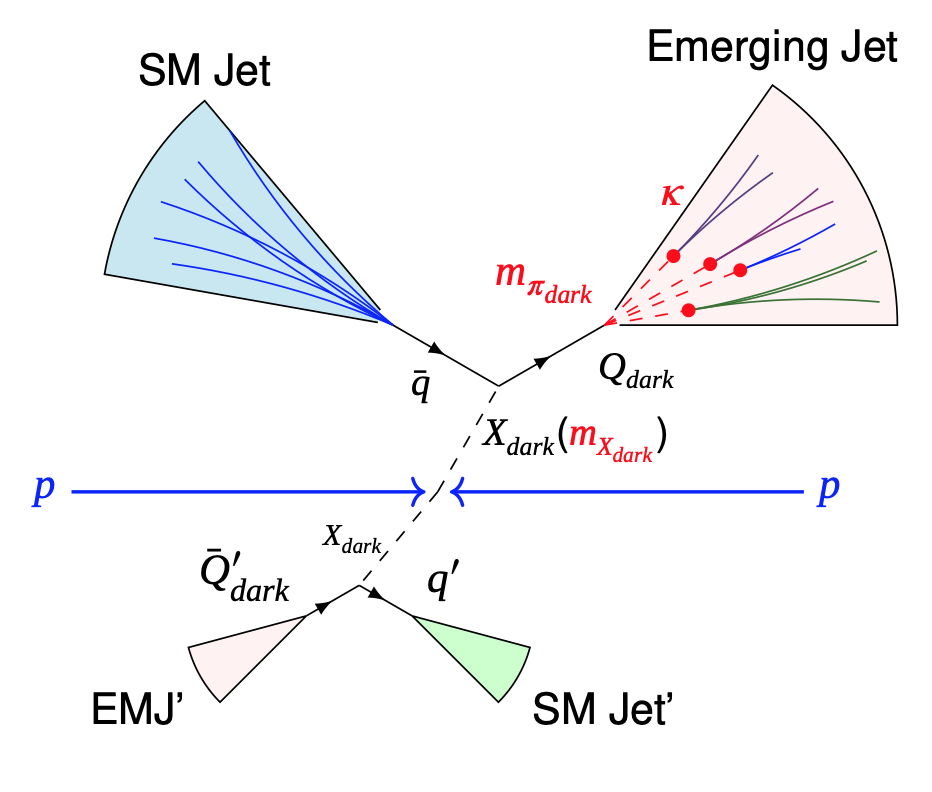 SM Jet
Emerging Jet
κ
m_{π_{dark}}
q̄
Q_{dark}
X_{dark}(m_{X_{dark}})
p
p
X_{dark}
Q̄'_{dark}
q'
EMJ'
SM Jet'